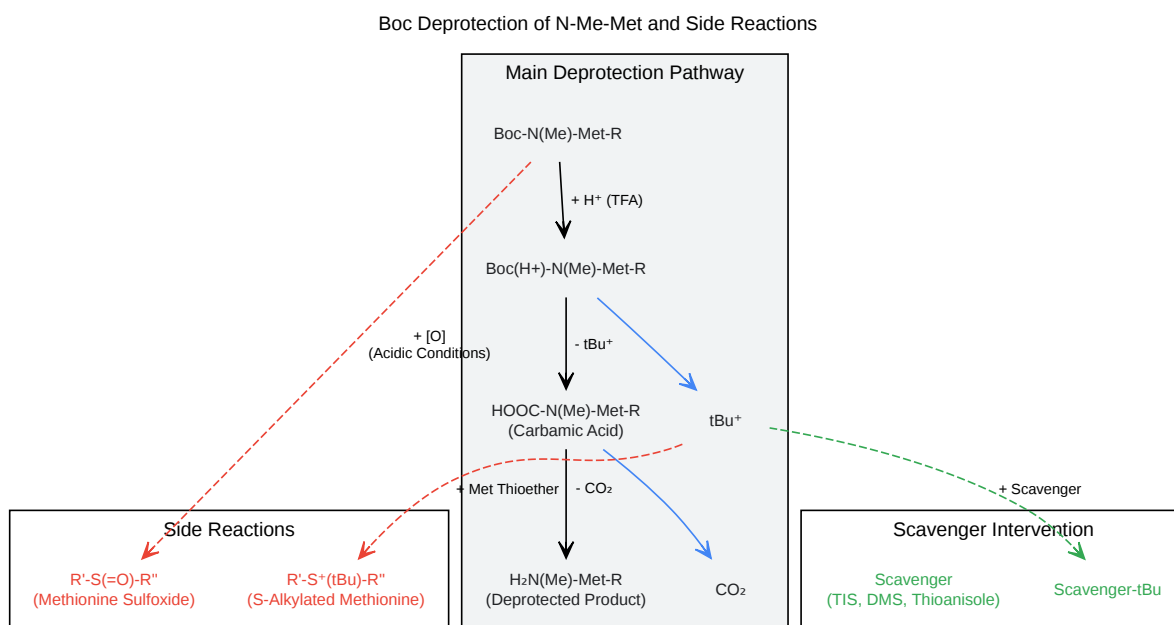 Boc Deprotection of N-Me-Met and Side Reactions
Main Deprotection Pathway
Boc-N(Me)-Met-R
+ H⁺ (TFA)
Boc(H+)-N(Me)-Met-R
+ [O]
(Acidic Conditions)
- tBu⁺
HOOC-N(Me)-Met-R
(Carbamic Acid)
tBu⁺
+ Met Thioether
- CO₂
+ Scavenger
Side Reactions
R'-S(=O)-R"
(Methionine Sulfoxide)
R'-S⁺(tBu)-R"
(S-Alkylated Methionine)
H₂N(Me)-Met-R
(Deprotected Product)
CO₂
Scavenger Intervention
Scavenger
(TIS, DMS, Thioanisole)
Scavenger-tBu